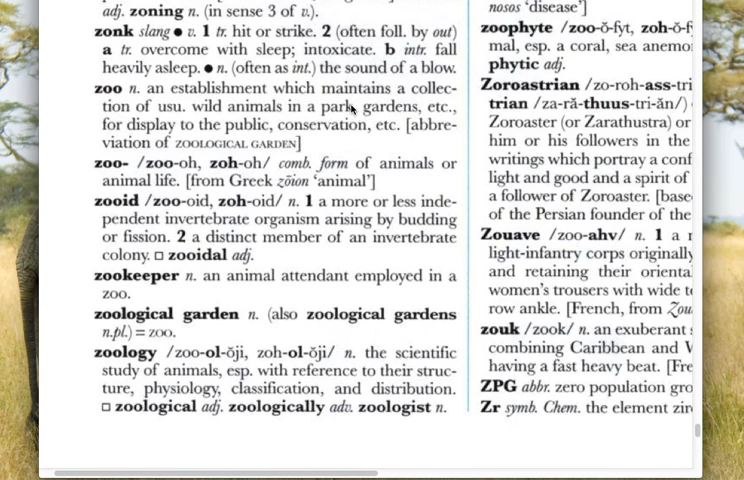 adj. zoning n. (in sense 3 of v.).
zonk slang ● v. 1 tr. hit or strike. 2 (often foll. by out)
a tr. overcome with sleep; intoxicate. b intr. fall
heavily asleep. ● n. (often as int.) the sound of a blow.
zoo n. an establishment which maintains a collec-
tion of usu. wild animals in a park, gardens, etc.,
for display to the public, conservation, etc. [abbre-
viation of ZOOLOGICAL GARDEN]
zoo- /zoo-oh, zoh-oh/ comb. form of animals or
animal life. [from Greek zōion ‘animal’]
zooid /zoo-oid, zoh-oid/ n. 1 a more or less inde-
pendent invertebrate organism arising by budding
or fission. 2 a distinct member of an invertebrate
colony. □ zooidal adj.
zookeeper n. an animal attendant employed in a
zoo.
zoological garden n. (also zoological gardens
n.pl.) = ZOO.
zoology /zoo-ol-ŏji, zoh-ol-ŏji/ n. the scientific
study of animals, esp. with reference to their struc-
ture, physiology, classification, and distribution.
□ zoological adj. zoologically adv. zoologist n.
nosos ‘disease’]
zoophyte /zoo-ŏ-fyt, zoh-ŏ-f
mal, esp. a coral, sea anemo
phytic adj.
Zoroastrian /zo-roh-ass-tri
trian /za-ră-thuus-tri-ăn/)
Zoroaster (or Zarathustra) or
him or his followers in the
writings which portray a conf
light and good and a spirit of
a follower of Zoroaster. [base
of the Persian founder of the
Zouave /zoo-ahv/ n. 1 a
light-infantry corps originally
and retaining their orienta
women's trousers with wide t
row ankle. [French, from Zou
zouk /zook/ n. an exuberant
combining Caribbean and
having a fast heavy beat. [Fre
ZPG abbr. zero population gro
Zr symb. Chem. the element zir